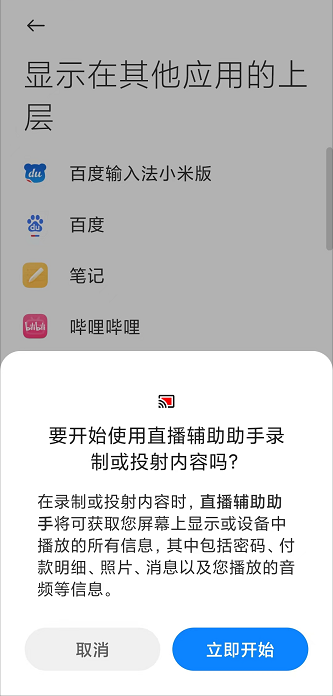 显示在其他应用的上
层
du
百度输入法小米版
du
百度
笔记
bilibili
哔哩哔哩
要开始使用直播辅助助手录
制或投射内容吗？
在录制或投射内容时，直播辅助助
手将可获取您屏幕上显示或设备中
播放的所有信息，其中包括密码、付
款明细、照片、消息以及您播放的音
频等信息。
取消
立即开始